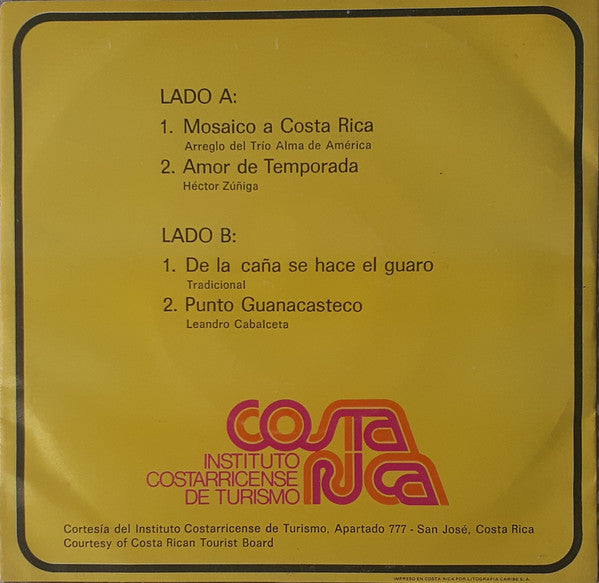 LADO A:
1. Mosaico a Costa Rica
Arreglo del Trío Alma de América
2. Amor de Temporada
Héctor Zúñiga
LADO B:
1. De la caña se hace el guaro
Tradicional
2. Punto Guanacasteco
Leandro Cabalceta
COSTA RICA
INSTITUTO
COSTARRICENSE
DE TURISMO
Cortesía del Instituto Costarricense de Turismo, Apartado 777 - San José, Costa Rica
Courtesy of Costa Rican Tourist Board
IMPRESO EN COSTA RICA POR LITOGRAFIA CARIBE S.A.